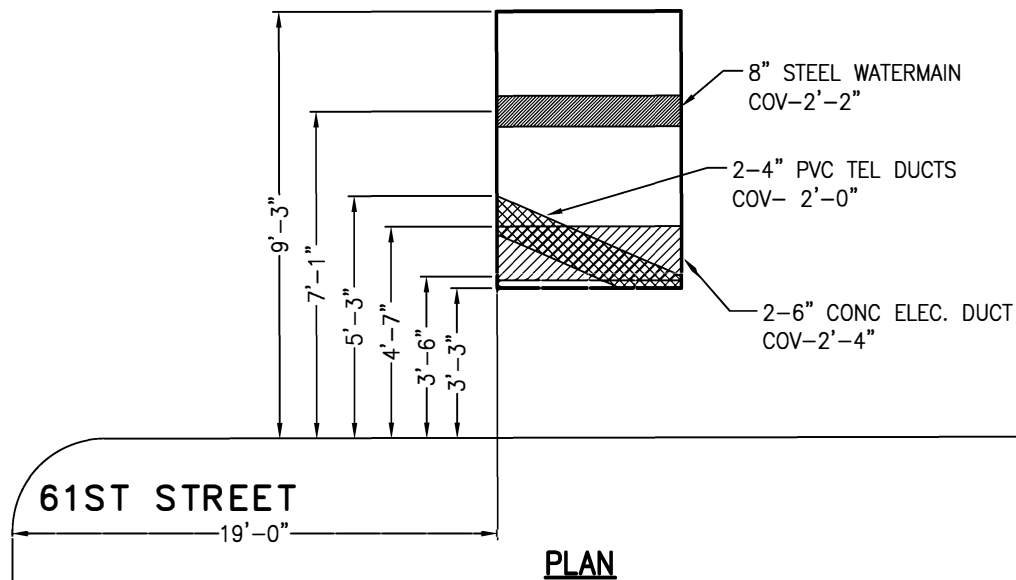 8” STEEL WATERMAIN
COV-2’-2”
2-4” PVC TEL DUCTS
COV- 2’-0”
2-6” CONC ELEC. DUCT
COV-2’-4”
9’-3”
7’-1”
5’-3”
4’-7”
3’-6”
3’-3”
61ST STREET
19’-0”
PLAN